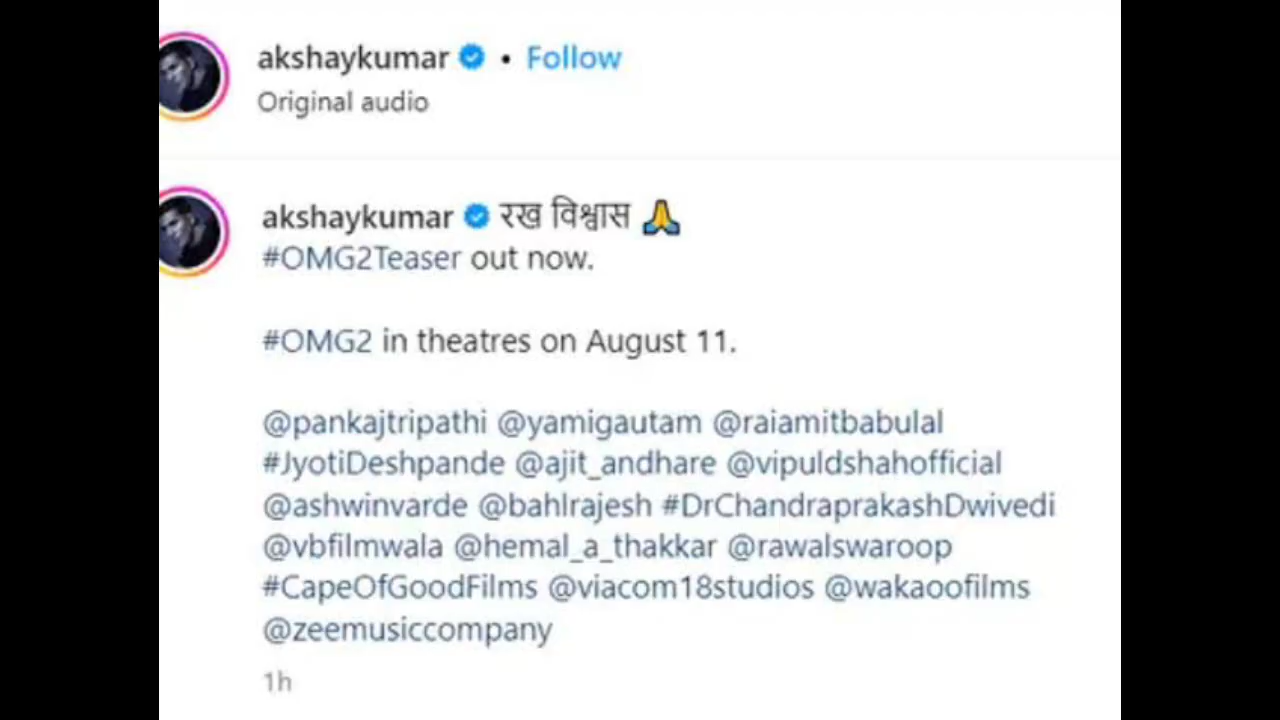 akshaykumar • Follow
Original audio
akshaykumar रख विश्वास 🙏
#OMG2Teaser out now.
#OMG2 in theatres on August 11.
@pankajtripathi @yamigautam @raiamitbabulal
#JyotiDeshpande @ajit_andhare @vipuldshahofficial
@ashwinvarde @bahlrajesh #DrChandraprakashDwivedi
@vbfilmwala @hemal_a_thakkar @rawalswaroop
#CapeOfGoodFilms @viacom18studios @wakaoofilms
@zeemusiccompany
1h